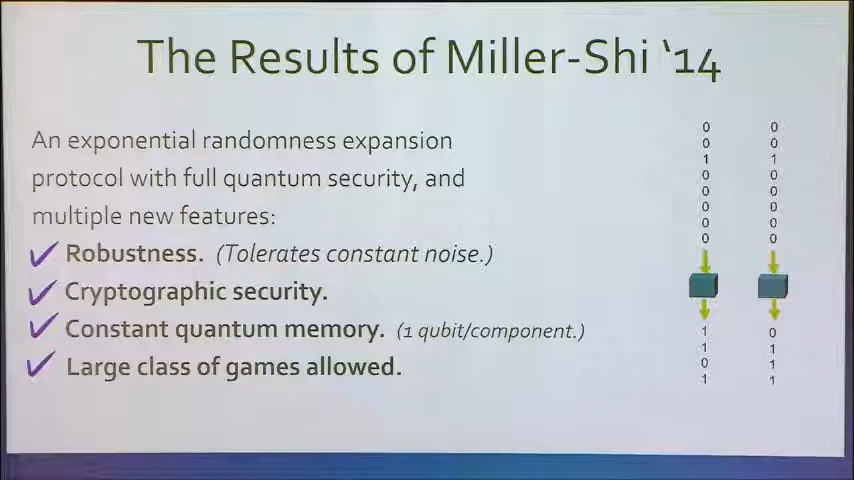 The Results of Miller-Shi ‘14
An exponential randomness expansion
protocol with full quantum security, and
multiple new features:
Robustness. (Tolerates constant noise.)
Cryptographic security.
Constant quantum memory. (1 qubit/component.)
Large class of games allowed.
0 0
0 0
1 1
0 0
0 0
0 0
0 0
0 0
1 0
1 1
0 1
1 1